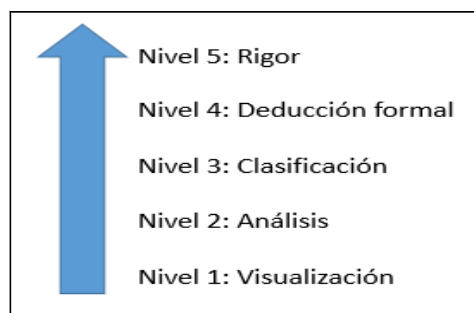 Nivel 5: Rigor
Nivel 4: Deducción formal
Nivel 3: Clasificación
Nivel 2: Análisis
Nivel 1: Visualización